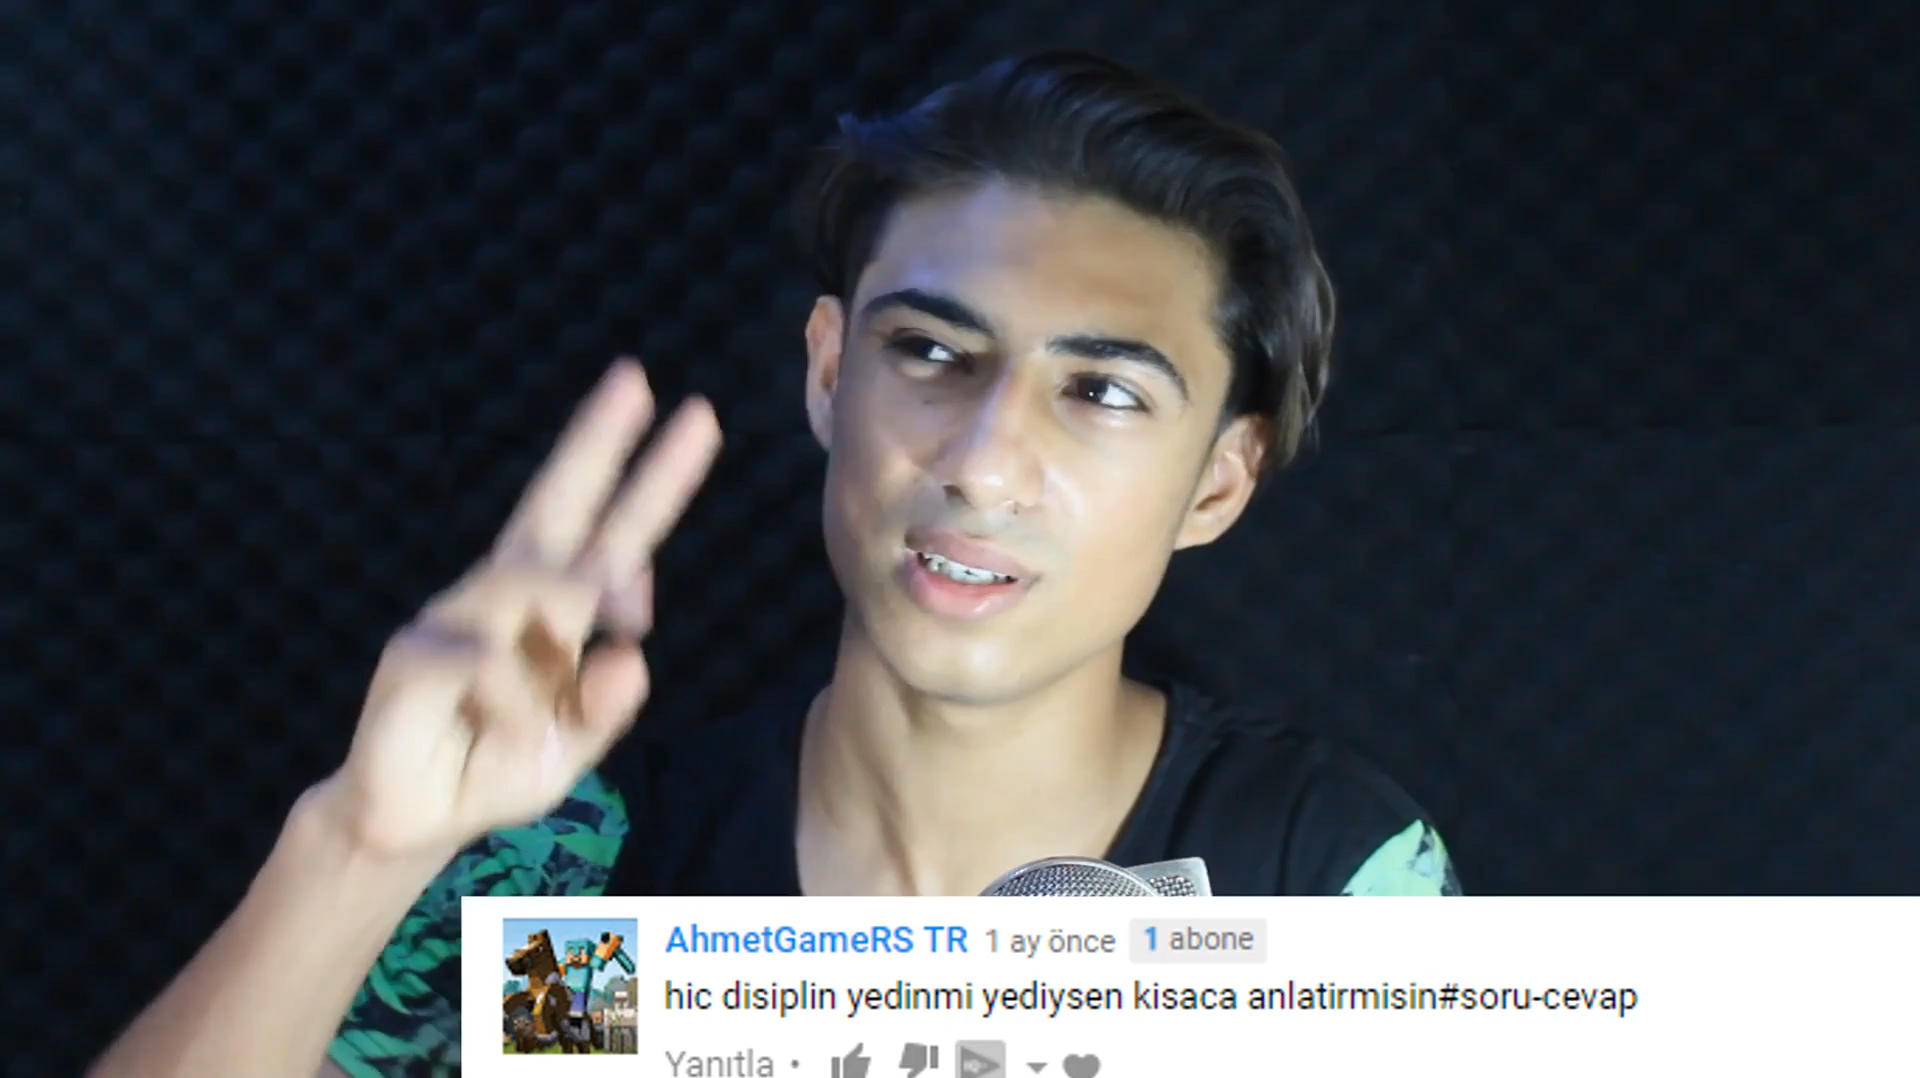 AhmetGameRS TR 1 ay önce 1 abone
hic disiplin yedinmi yediysen kisaca anlatirmisin#soru-cevap
Yanıtla •